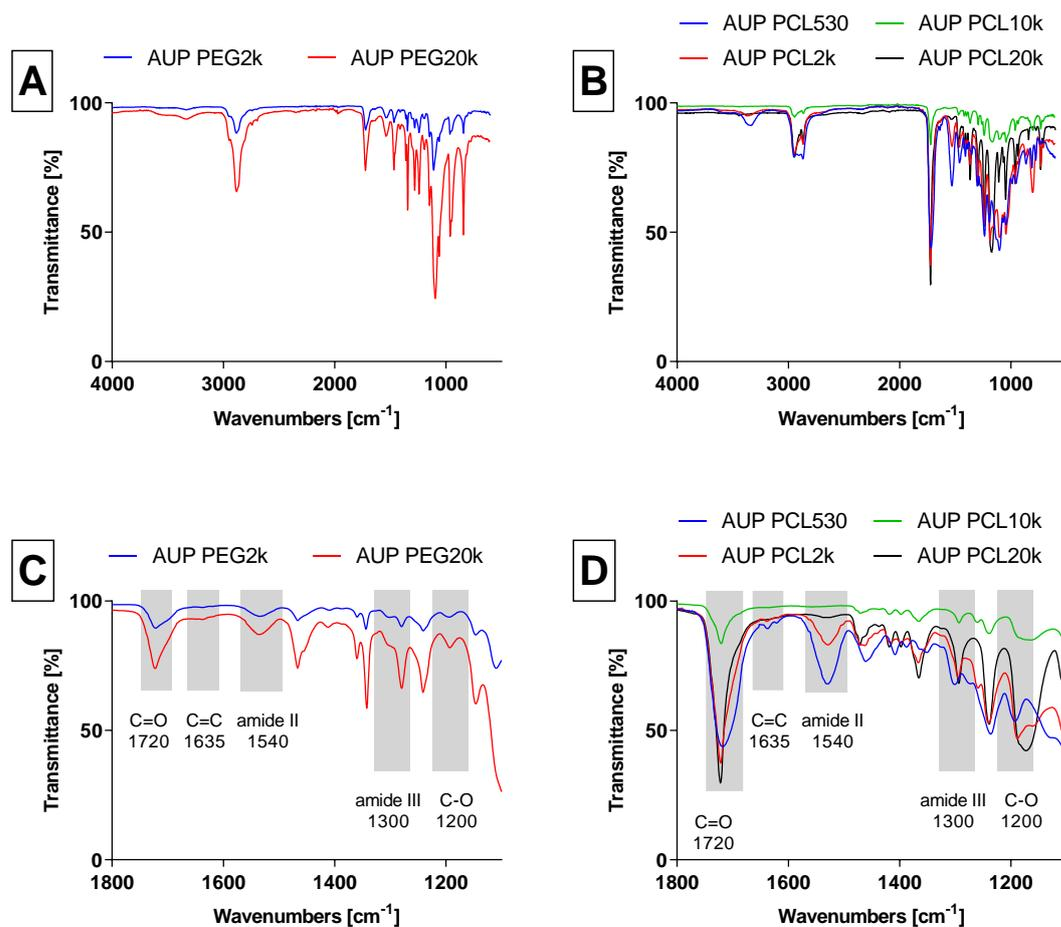 A
AUP PEG2k
AUP PEG20k
100
50
0
Transmittance [%]
4000 3000 2000 1000
Wavenumbers [cm-1]
B
AUP PCL530
AUP PCL10k
AUP PCL2k
AUP PCL20k
100
50
0
Transmittance [%]
4000 3000 2000 1000
Wavenumbers [cm-1]
C
AUP PEG2k
AUP PEG20k
100
50
0
Transmittance [%]
C=O C=C amide II
1720 1635 1540
amide III C-O
1300 1200
1800 1600 1400 1200
Wavenumbers [cm-1]
D
AUP PCL530
AUP PCL10k
AUP PCL2k
AUP PCL20k
100
50
0
Transmittance [%]
C=C amide II
1635 1540
amide III C-O
1300 1200
C=O
1720
1800 1600 1400 1200
Wavenumbers [cm-1]